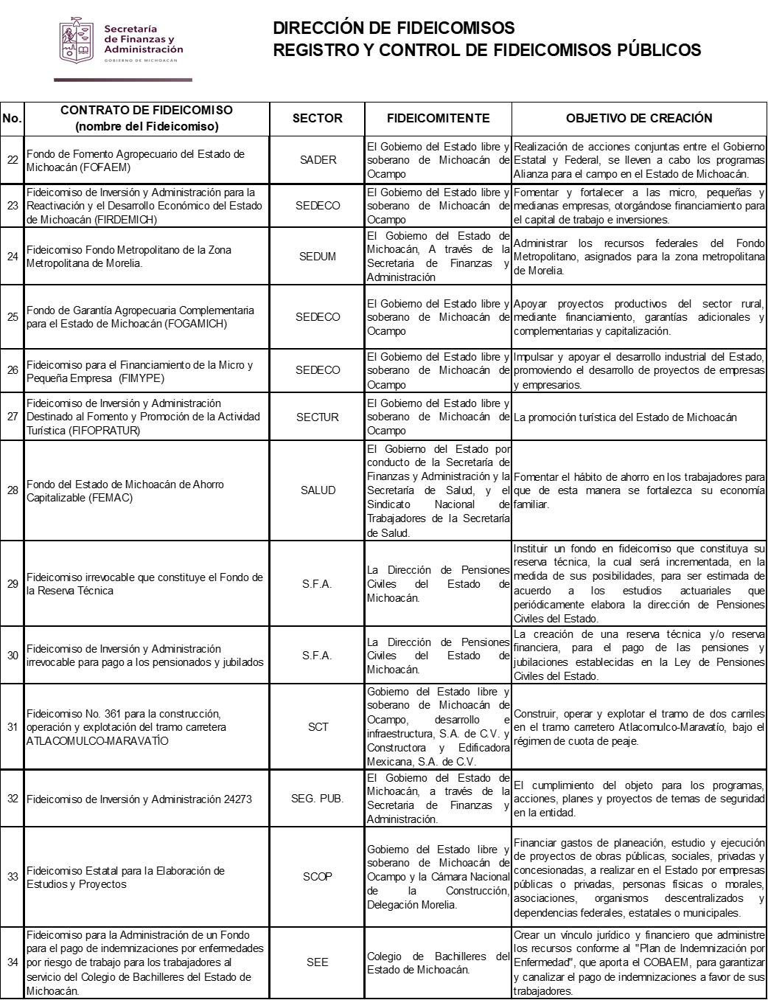 Secretaría
de Finanzas y
Administración
GOBIERNO DE MICHOACÁN
DIRECCIÓN DE FIDEICOMISOS
REGISTRO Y CONTROL DE FIDEICOMISOS PÚBLICOS
No.
CONTRATO DE FIDEICOMISO
(nombre del Fideicomiso)
SECTOR
FIDEICOMITENTE
OBJETIVO DE CREACIÓN
22
Fondo de Fomento Agropecuario del Estado de
Michoacán (FOFAEM)
SADER
El Gobierno del Estado libre y
soberano de Michoacán de
Ocampo
Realización de acciones conjuntas entre el Gobierno
Estatal y Federal, se lleven a cabo los programas
Alianza para el campo en el Estado de Michoacán.
23
Fideicomiso de Inversión y Administración para la
Reactivación y el Desarrollo Económico del Estado
de Michoacán (FIRDEMICH)
SEDECO
El Gobierno del Estado libre y
soberano de Michoacán de
Ocampo
Fomentar y fortalecer a las micro, pequeñas y
medianas empresas, otorgándose financiamiento para
el capital de trabajo e inversiones.
24
Fideicomiso Fondo Metropolitano de la Zona
Metropolitana de Morelia.
SEDUM
El Gobierno del Estado de
Michoacán, A través de la
Secretaria de Finanzas y
Administración
Administrar los recursos federales del Fondo
Metropolitano, asignados para la zona metropolitana
de Morelia.
25
Fondo de Garantía Agropecuaria Complementaria
para el Estado de Michoacán (FOGAMICH)
SEDECO
El Gobierno del Estado libre y
soberano de Michoacán de
Ocampo
Apoyar proyectos productivos del sector rural,
mediante financiamiento, garantías adicionales y
complementarias y capitalización.
26
Fideicomiso para el Financiamiento de la Micro y
Pequeña Empresa (FIMYPE)
SEDECO
El Gobierno del Estado libre y
soberano de Michoacán de
Ocampo
Impulsar y apoyar el desarrollo industrial del Estado,
promoviendo el desarrollo de proyectos de empresas
y empresarios.
27
Fideicomiso de Inversión y Administración
Destinado al Fomento y Promoción de la Actividad
Turística (FIFOPRATUR)
SECTUR
El Gobierno del Estado libre y
soberano de Michoacán de
Ocampo
La promoción turística del Estado de Michoacán
28
Fondo del Estado de Michoacán de Ahorro
Capitalizable (FEMAC)
SALUD
El Gobierno del Estado por
conducto de la Secretaría de
Finanzas y Administración y la
Secretaría de Salud, y el
Sindicato Nacional de
Trabajadores de la Secretaría
de Salud.
Fomentar el hábito de ahorro en los trabajadores para
que de esta manera se fortalezca su economía
familiar.
29
Fideicomiso irrevocable que constituye el Fondo de
la Reserva Técnica
S.F.A.
La Dirección de Pensiones
Civiles del Estado de
Michoacán.
Instituir un fondo en fideicomiso que constituya su
reserva técnica, la cual será incrementada, en la
medida de sus posibilidades, para ser estimada de
acuerdo a los estudios actuariales que
periódicamente elabora la dirección de Pensiones
Civiles del Estado.
30
Fideicomiso de Inversión y Administración
irrevocable para pago a los pensionados y jubilados
S.F.A.
La Dirección de Pensiones
Civiles del Estado de
Michoacán.
La creación de una reserva técnica y/o reserva
financiera, para el pago de las pensiones y
jubilaciones establecidas en la Ley de Pensiones
Civiles del Estado.
31
Fideicomiso No. 361 para la construcción,
operación y explotación del tramo carretera
ATLACOMULCO-MARAVATÍO
SCT
Gobierno del Estado libre y
soberano de Michoacán de
Ocampo, desarrollo e
infraestructura, S.A. de C.V. y
Constructora y Edificadora
Mexicana, S.A. de C.V.
Construir, operar y explotar el tramo de dos carriles
en el tramo carretero Atlacomulco-Maravatío, bajo el
régimen de cuota de peaje.
32
Fideicomiso de Inversión y Administración 24273
SEG. PUB.
El Gobierno del Estado de
Michoacán, a través de la
Secretaria de Finanzas y
Administración.
El cumplimiento del objeto para los programas,
acciones, planes y proyectos de temas de seguridad
en la entidad.
33
Fideicomiso Estatal para la Elaboración de
Estudios y Proyectos
SCOP
Gobierno del Estado libre y
soberano de Michoacán de
Ocampo y la Cámara Nacional
de la Construcción,
Delegación Morelia.
Financiar gastos de planeación, estudio y ejecución
de proyectos de obras públicas, sociales, privadas y
concesionadas, a realizar en el Estado por empresas
públicas o privadas, personas físicas o morales,
asociaciones, organismos descentralizados y
dependencias federales, estatales o municipales.
34
Fideicomiso para la Administración de un Fondo
para el pago de indemnizaciones por enfermedades
por riesgo de trabajo para los trabajadores al
servicio del Colegio de Bachilleres del Estado de
Michoacán.
SEE
Colegio de Bachilleres del
Estado de Michoacán.
Crear un vínculo jurídico y financiero que administre
los recursos conforme al "Plan de Indemnización por
Enfermedad", que aporta el COBAEM, para garantizar
y canalizar el pago de indemnizaciones a favor de sus
trabajadores.